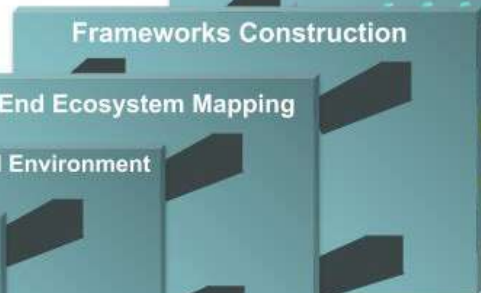 Frameworks Construction
End Ecosystem Mapping
Environment